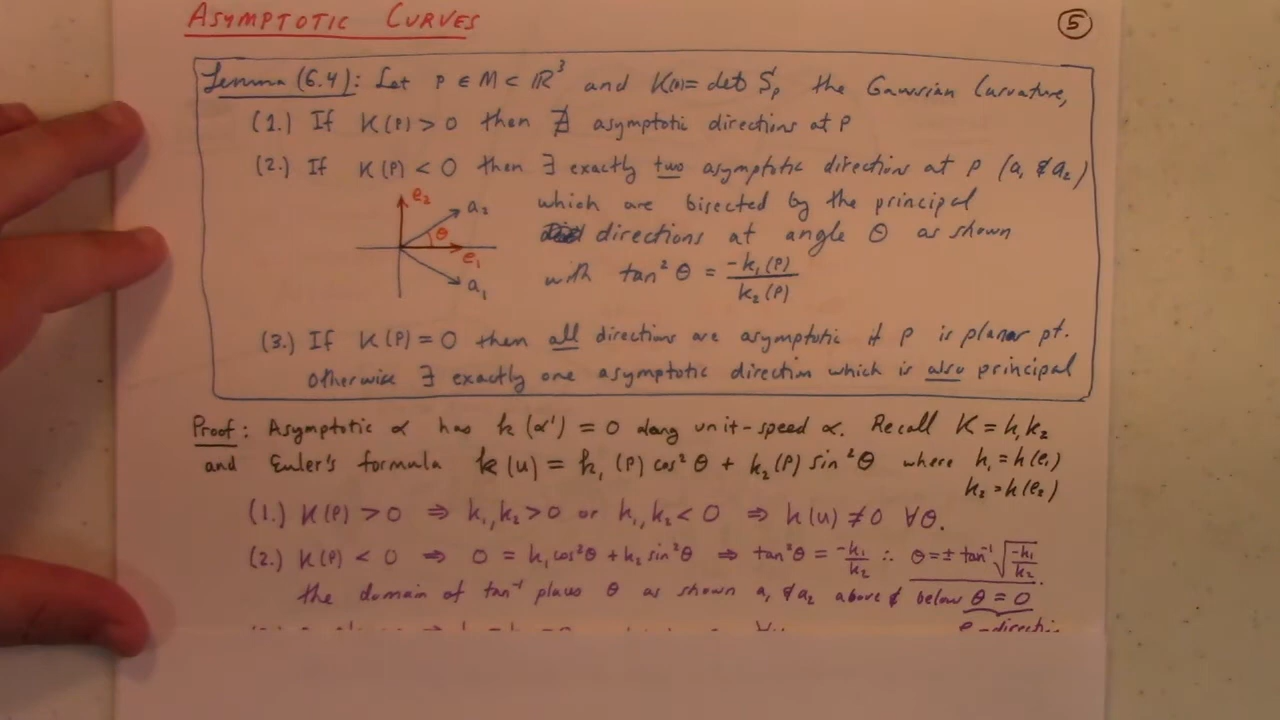 ASYMPTOTIC CURVES
5
Lemma (6.4): Let p ∈ M ⊂ ℝ³ and K(p) = det Sp the Gaussian Curvature,
(1.) If K(p) > 0 then ∄ asymptotic directions at p
(2.) If K(p) < 0 then ∃ exactly two asymptotic directions at p (a₁ & a₂)
which are bisected by the principal
directions at angle θ as shown
with tan² θ = -k₁(p) / k₂(p)
e₂ a₂ θ e₁ a₁
(3.) If K(p) = 0 then all directions are asymptotic if p is planar pt.
Otherwise ∃ exactly one asymptotic direction which is also principal
Proof: Asymptotic α has k(α') = 0 along unit-speed α. Recall K = k₁k₂
and Euler's formula k(u) = k₁(p) cos²θ + k₂(p) sin²θ where k₁ = k(e₁)
k₂ = k(e₂)
(1.) K(p) > 0 ⇒ k₁, k₂ > 0 or k₁, k₂ < 0 ⇒ k(u) ≠ 0 ∀θ.
(2.) K(p) < 0 ⇒ 0 = k₁cos²θ + k₂ sin²θ ⇒ tan²θ = -k₁/k₂ ∴ θ = ± tan⁻¹ √(-k₁/k₂).
the domain of tan⁻¹ places θ as shown a₁ & a₂ above & below θ = 0